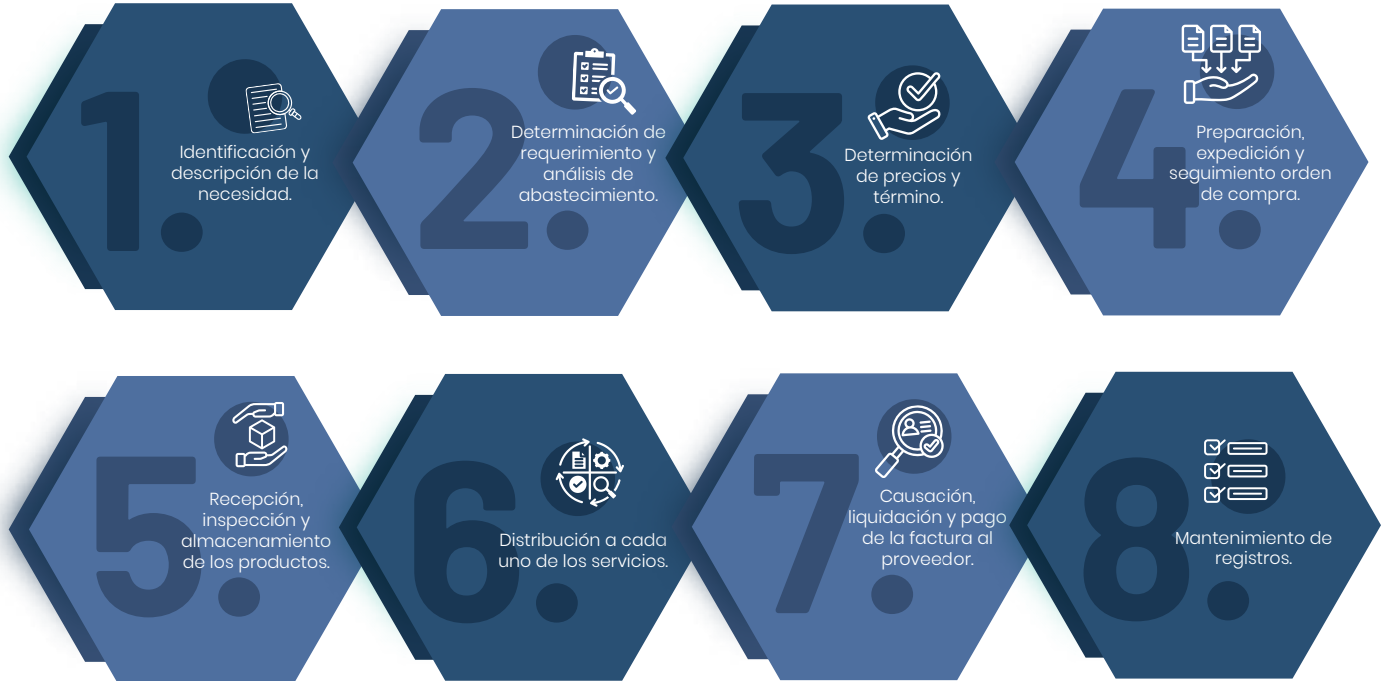 1.
Identificación y
descripción de la
necesidad.
2.
Determinación de
requerimiento y
análisis de
abastecimiento.
3.
Determinación
de precios y
término.
4.
Preparación,
expedición y
seguimiento orden
de compra.
5.
Recepción,
inspección y
almacenamiento
de los productos.
6.
Distribución a cada
uno de los servicios.
7.
Causación,
liquidación y pago
de la factura al
proveedor.
8.
Mantenimiento de
registros.